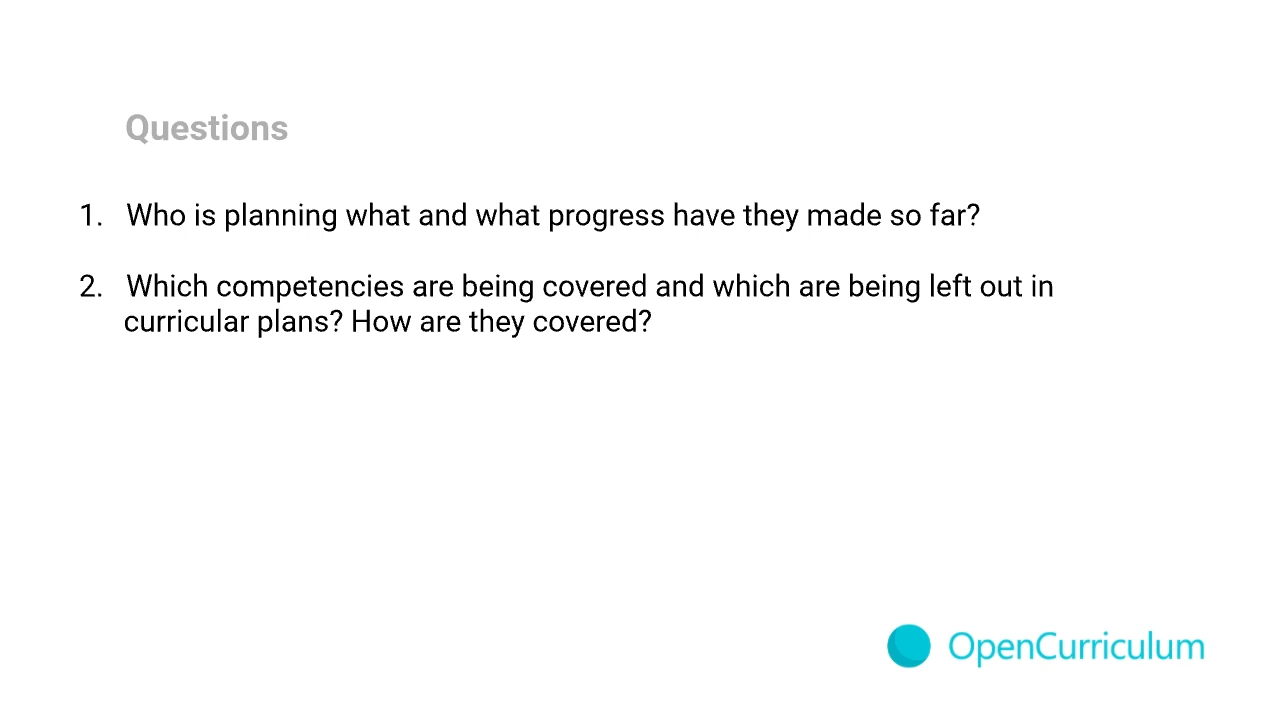 Questions
1. Who is planning what and what progress have they made so far?
2. Which competencies are being covered and which are being left out in
curricular plans? How are they covered?
OpenCurriculum